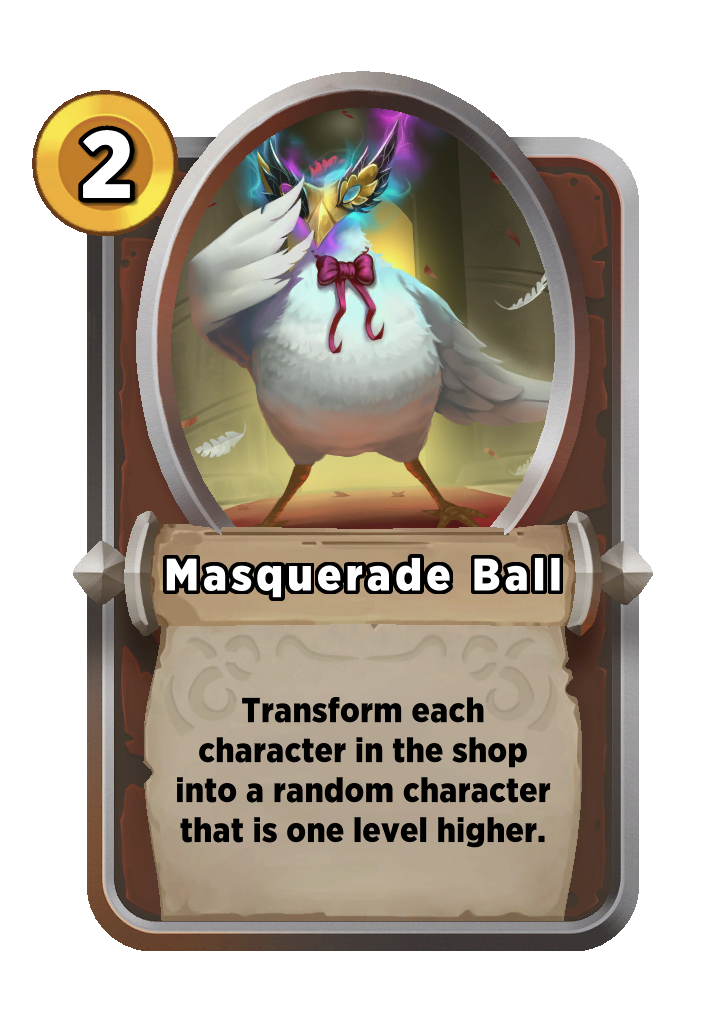 2
Masquerade Ball
Transform each
character in the shop
into a random character
that is one level higher.